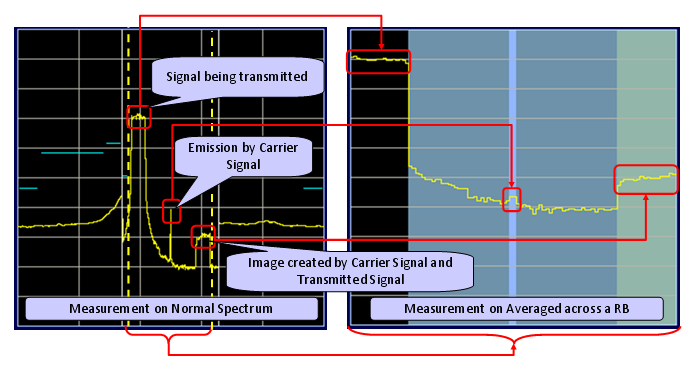 Signal being transmitted
Emission by Carrier
Signal
Image created by Carrier Signal and
Transmitted Signal
Measurement on Normal Spectrum
Measurement on Averaged across a RB